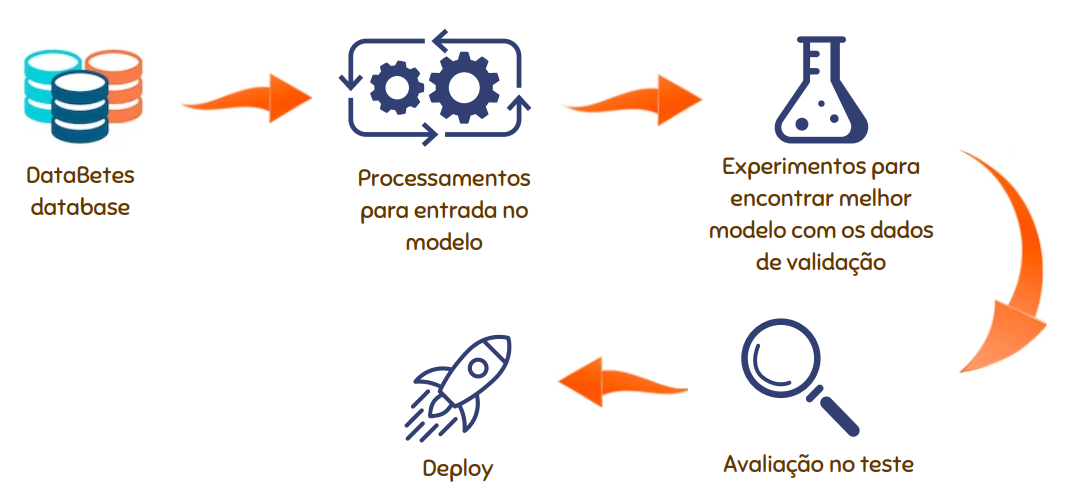 DataBetes
database
Processamentos
para entrada no
modelo
Experimentos para
encontrar melhor
modelo com os dados
de validação
Avaliação no teste
Deploy